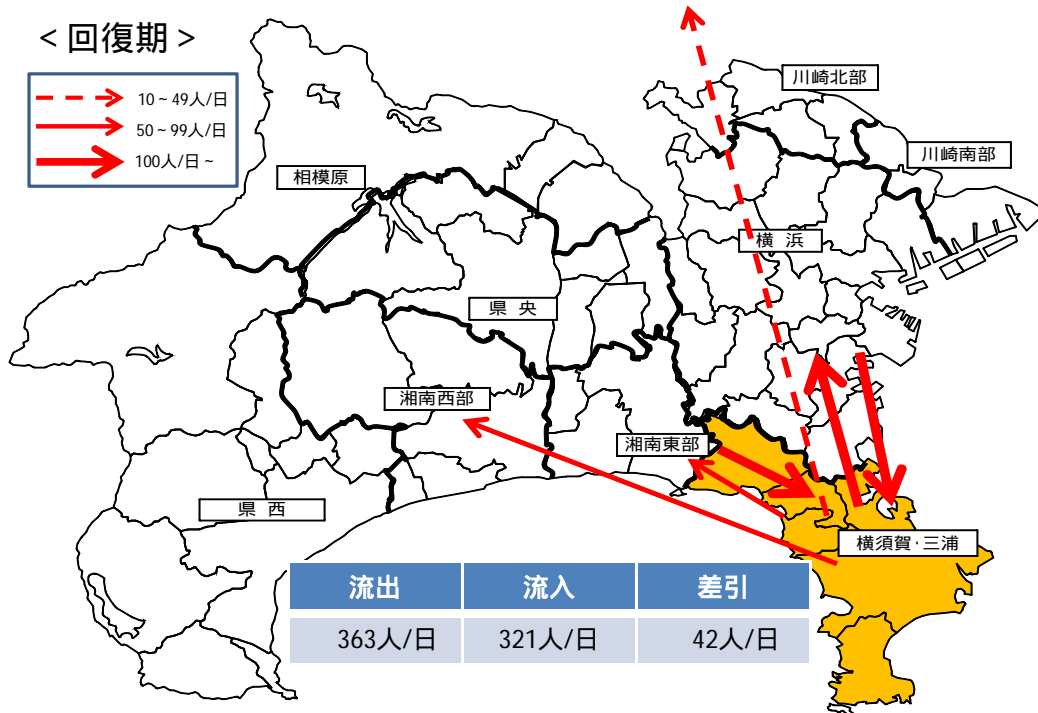 <回復期>
10~49人/日
50~99人/日
100人/日~
川崎北部
川崎南部
相模原
横 浜
県 央
湘南西部
湘南東部
県 西
横須賀・三浦
流出 流入 差引
363人/日 321人/日 42人/日